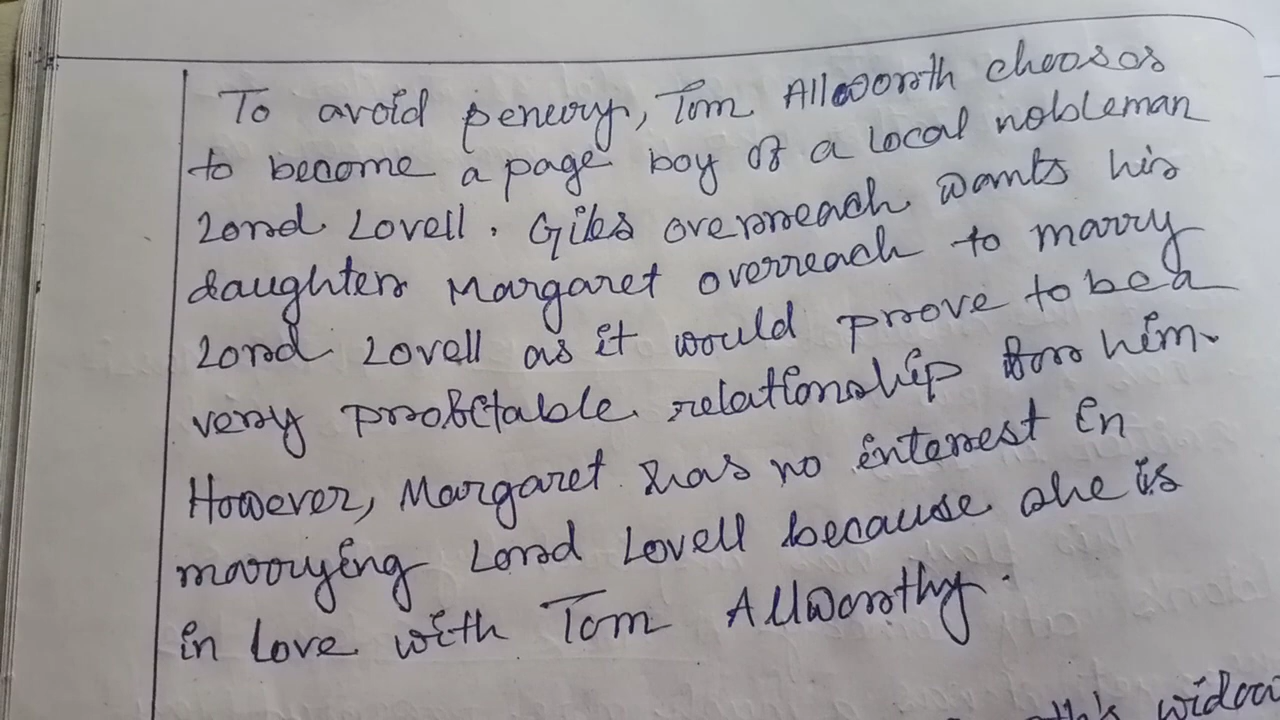 To avoid penury, Tom Allworth chooses
to become a page boy of a local nobleman
Lord Lovell. Giles overreach wants his
daughter Margaret overreach to marry
Lord Lovell as it would prove to be a
very profitable relationship for him.
However, Margaret has no interest in
marrying Lord Lovell because she is
in love with Tom Allworthy.
widow